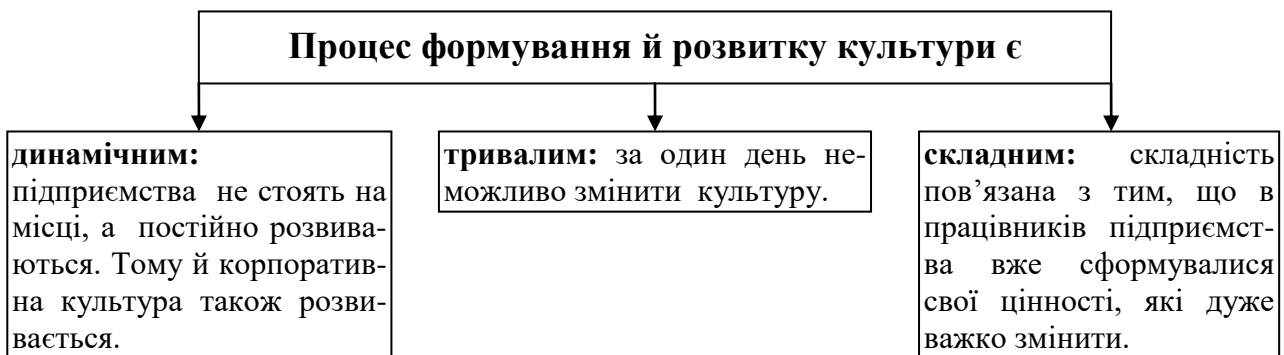 Процес формування й розвитку культури є
динамічним:
підприємства не стоять на
місці, а постійно розвива-
ються. Тому й корпоратив-
на культура також розви-
вається.
тривалим: за один день не-
можливо змінити культуру.
складним: складність
пов’язана з тим, що в
працівників підприємст-
ва вже сформувалися
свої цінності, які дуже
важко змінити.